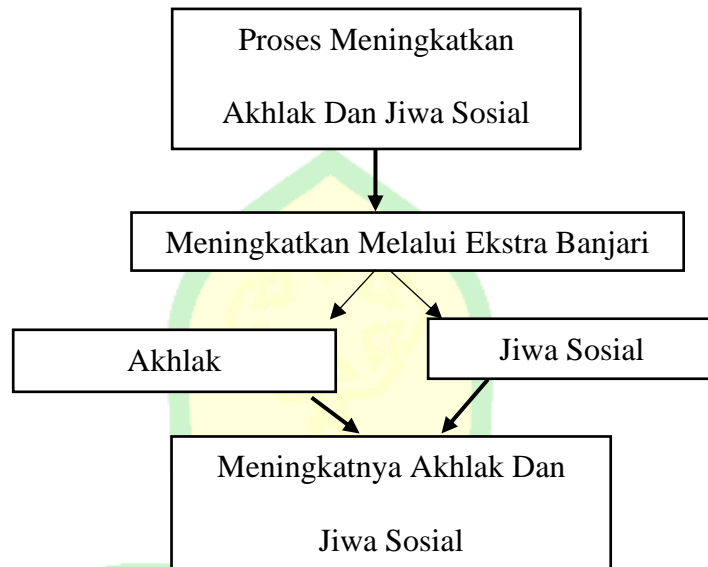 Proses Meningkatkan
Akhlak Dan Jiwa Sosial
Meningkatkan Melalui Ekstra Banjari
Akhlak
Jiwa Sosial
Meningkatnya Akhlak Dan
Jiwa Sosial